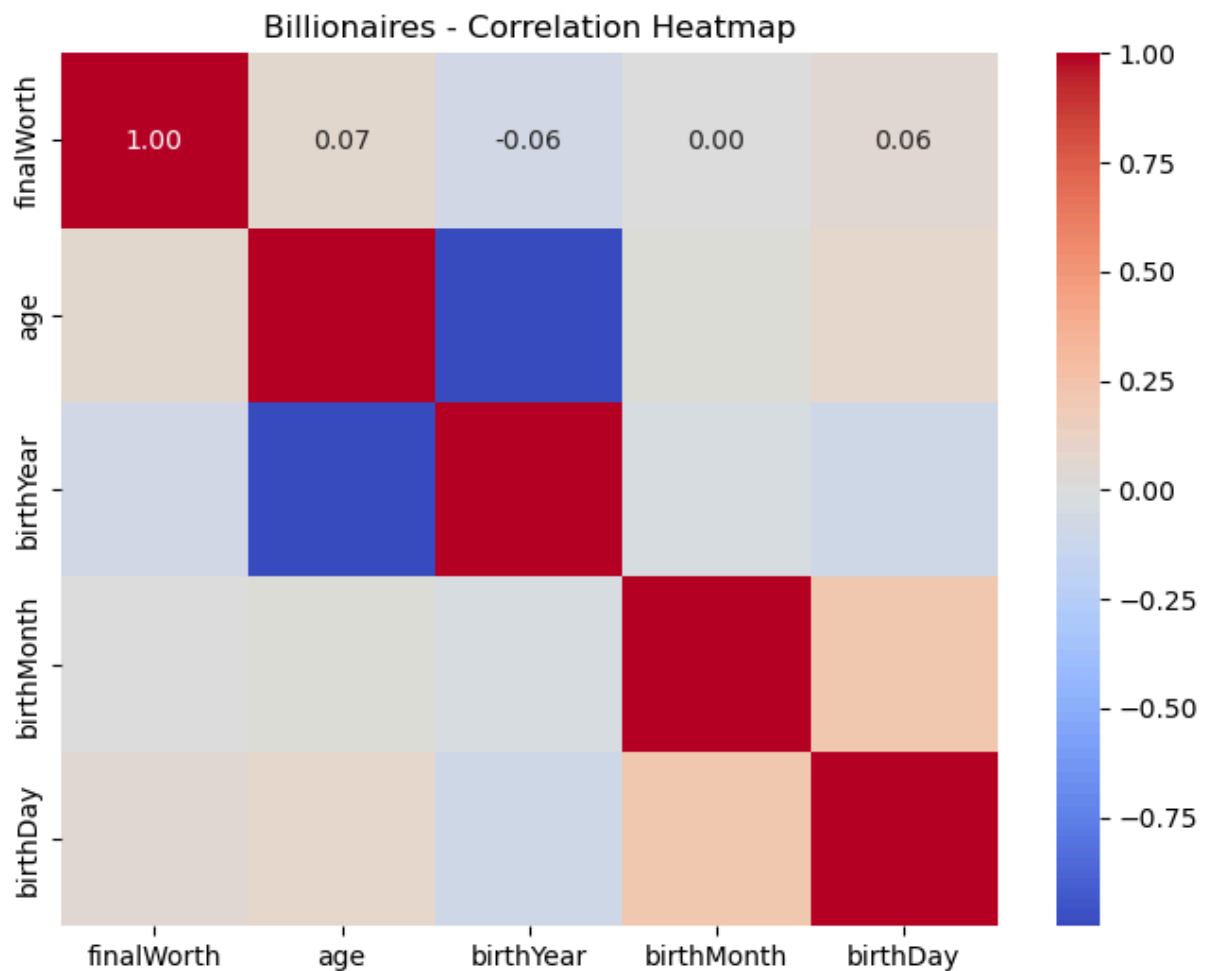 Billionaires - Correlation Heatmap
finalWorth
1.00 0.07 -0.06 0.00 0.06
age
birthYear
birthMonth
birthDay
finalWorth age birthYear birthMonth birthDay
1.00
0.75
0.50
0.25
0.00
−0.25
−0.50
−0.75